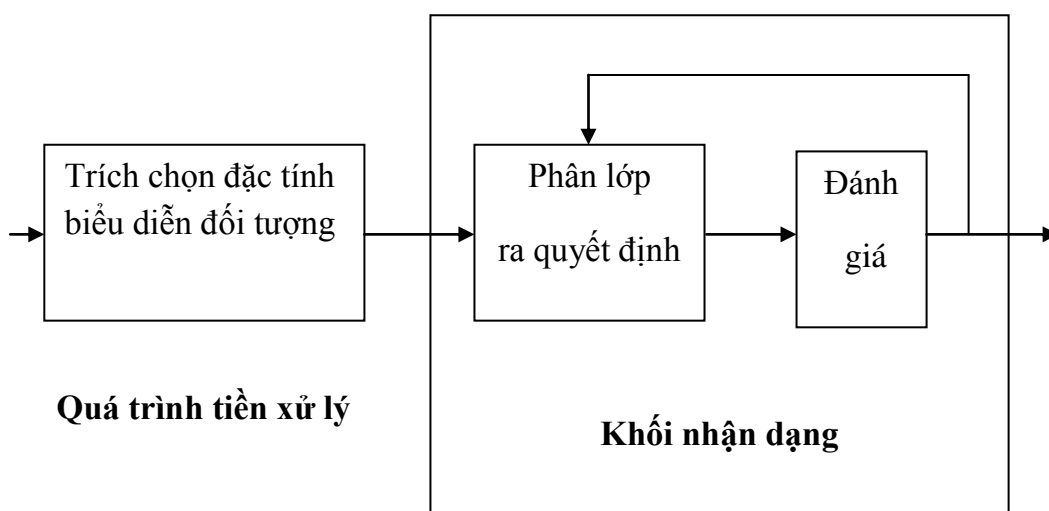 Trích chọn đặc tính
biểu diễn đối tượng
Phân lớp
ra quyết định
Đánh
giá
Quá trình tiền xử lý
Khối nhận dạng